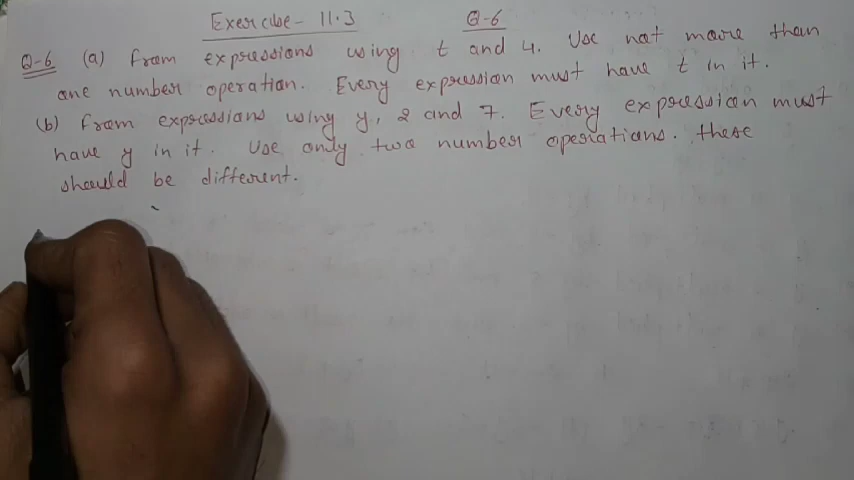 Exercise- 11.3 Q-6
Q-6 (a) From expressions using t and 4. Use not more than
one number operation. Every expression must have t in it.
(b) From expressions using y, 2 and 7. Every expression must
have y in it. Use only two number operations. these
should be different.